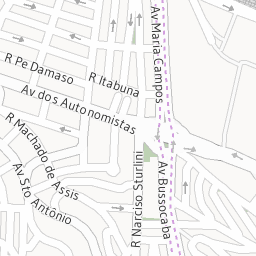 Av Maria Campos
R Pe Damaso
R Itabuna
Av dos Autonomistas
R Machado de Assis
Av Sto Antônio
R Narciso Sturlini
Av Bussocaba